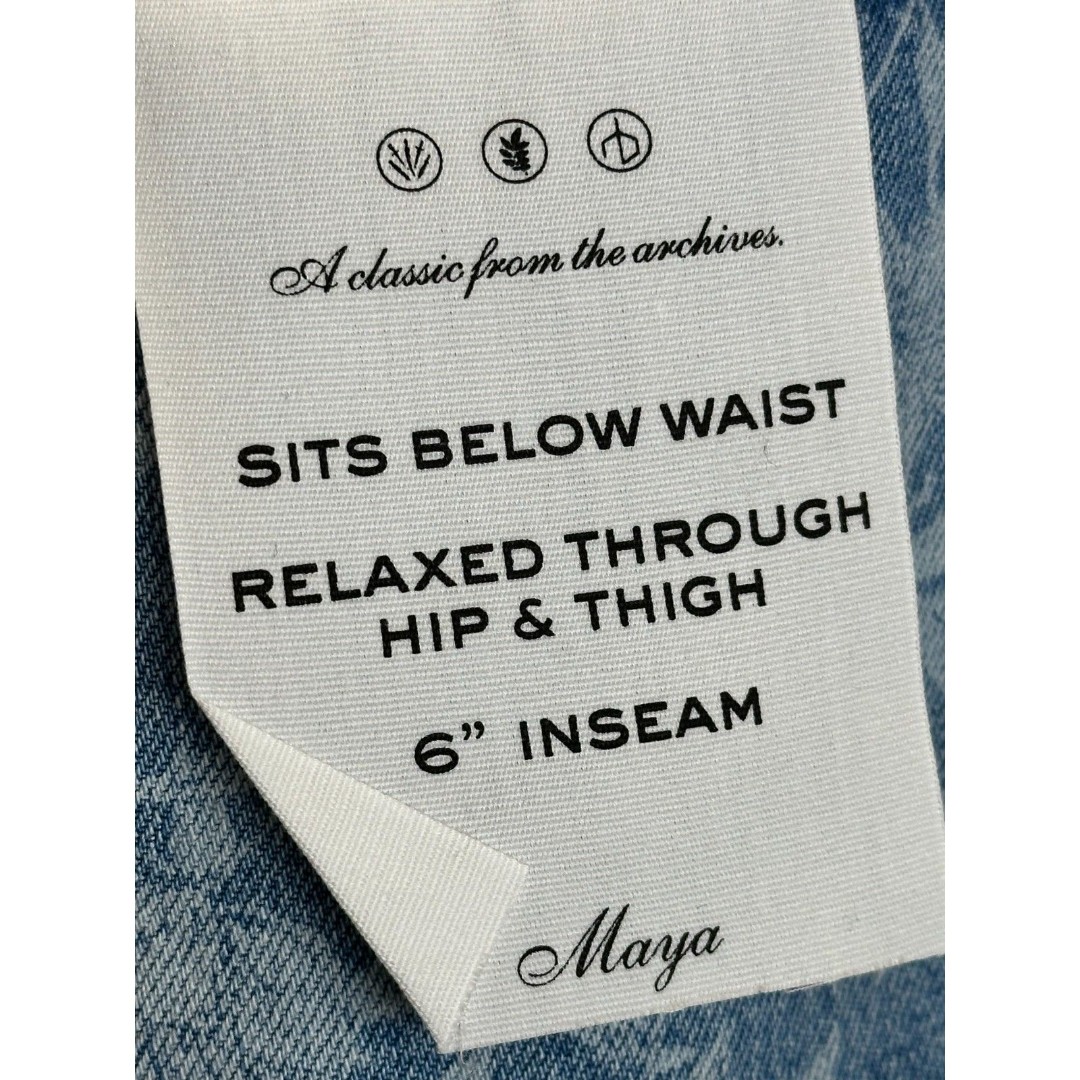 A classic from the archives.
SITS BELOW WAIST
RELAXED THROUGH
HIP & THIGH
6” INSEAM
Maya